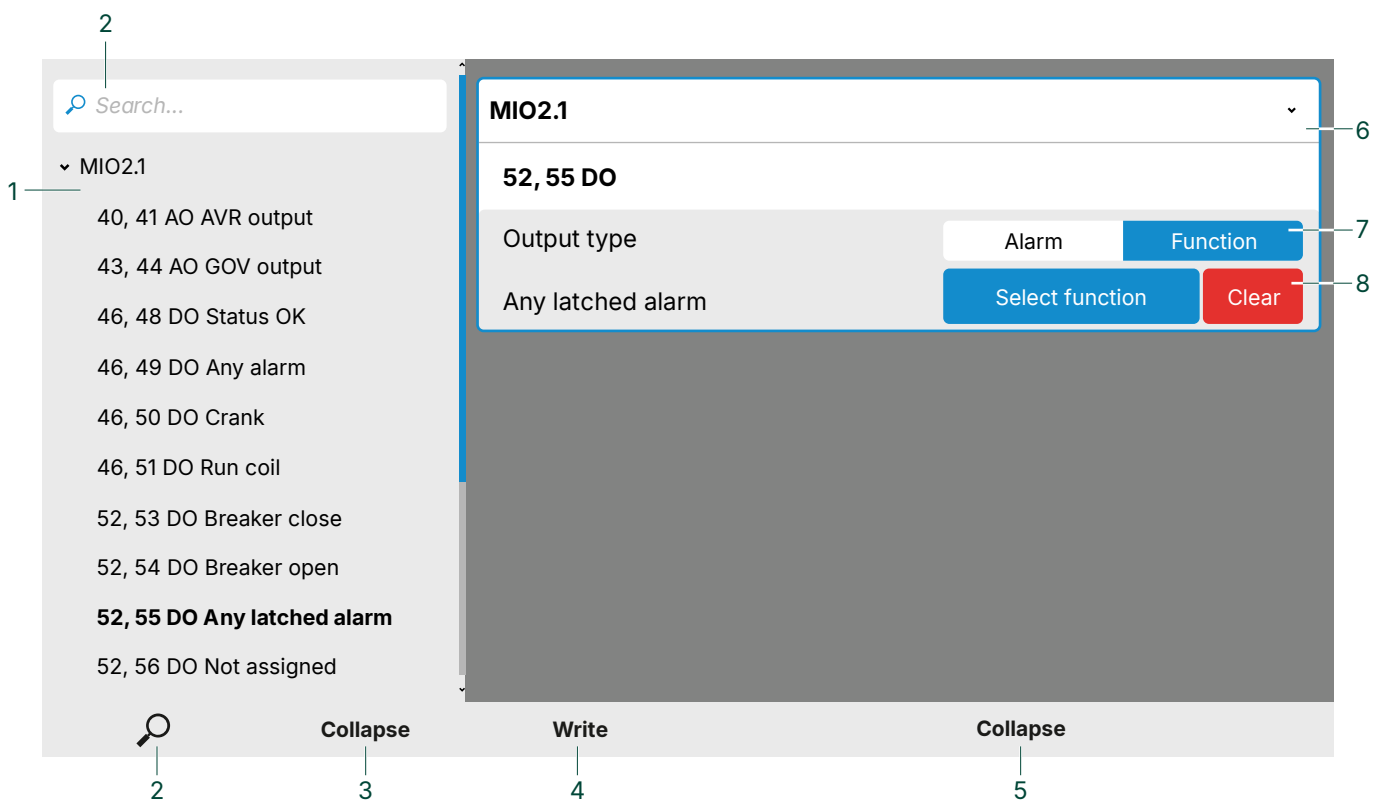 2
Search...
MIO2.1
1
40, 41 AO AVR output
43, 44 AO GOV output
46, 48 DO Status OK
46, 49 DO Any alarm
46, 50 DO Crank
46, 51 DO Run coil
52, 53 DO Breaker close
52, 54 DO Breaker open
52, 55 DO Any latched alarm
52, 56 DO Not assigned
MIO2.1
6
52, 55 DO
Output type Alarm Function 7
Any latched alarm Select function Clear 8
Collapse Write Collapse
2 3 4 5